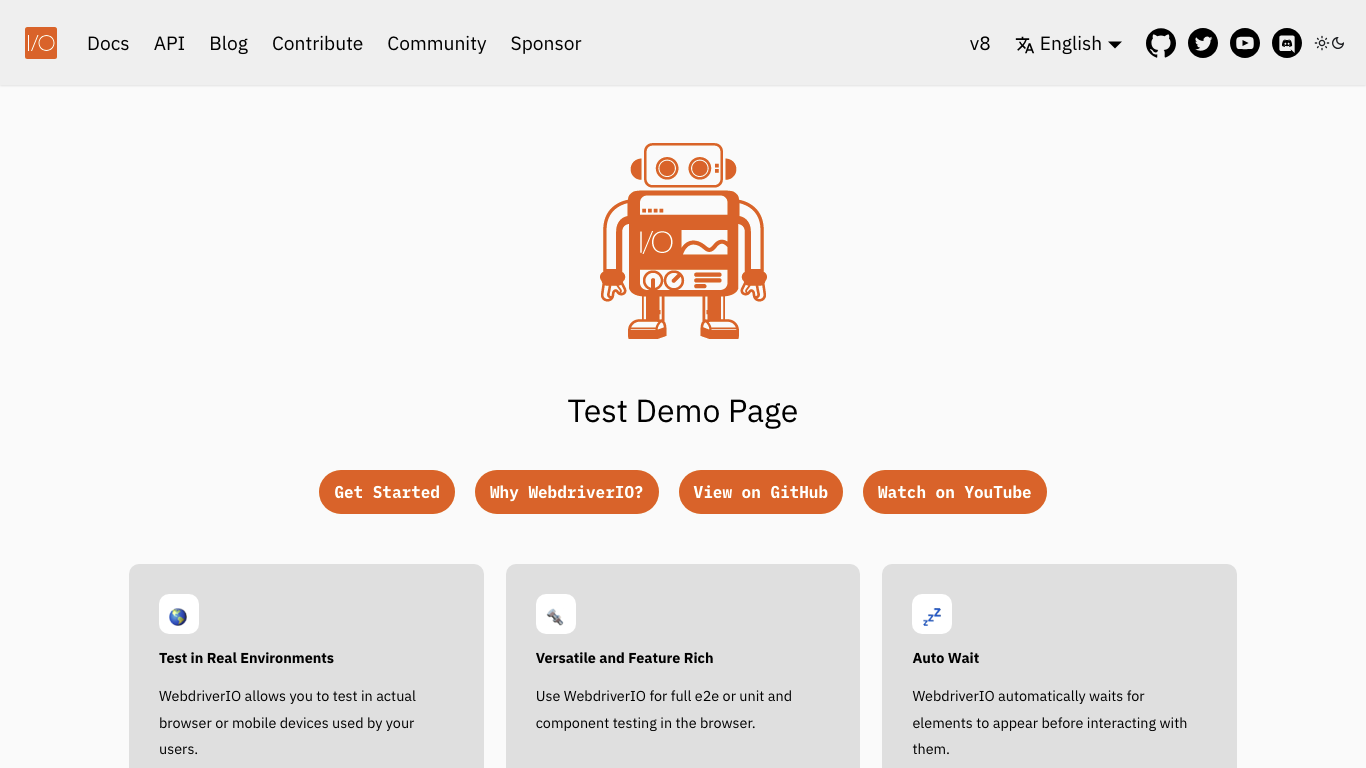 I/O Docs API Blog Contribute Community Sponsor v8 English
I/O
Test Demo Page
Get Started Why WebdriverIO? View on GitHub Watch on YouTube
Test in Real Environments
WebdriverIO allows you to test in actual
browser or mobile devices used by your
users.
Versatile and Feature Rich
Use WebdriverIO for full e2e or unit and
component testing in the browser.
Auto Wait
WebdriverIO automatically waits for
elements to appear before interacting with
them.